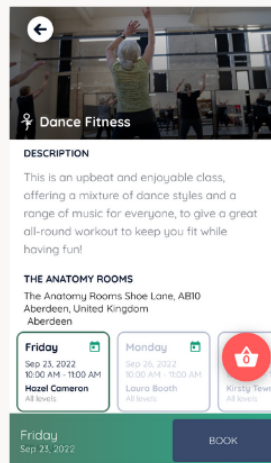 Dance Fitness
DESCRIPTION
This is an upbeat and enjoyable class,
offering a mixture of dance styles and a
range of music for everyone, to give a great
all-round workout to keep you fit while
having fun!
THE ANATOMY ROOMS
The Anatomy Rooms Shoe Lane, AB10
Aberdeen, United Kingdom
Aberdeen
Friday
Sep 23, 2022
10:00 AM - 11:00 AM
Hazel Cameron
All levels
Monday
Sep 26, 2022
10:00 AM - 11:00 AM
Laura Booth
All levels
0
Kirsty
All levels
Friday
Sep 23, 2022
BOOK